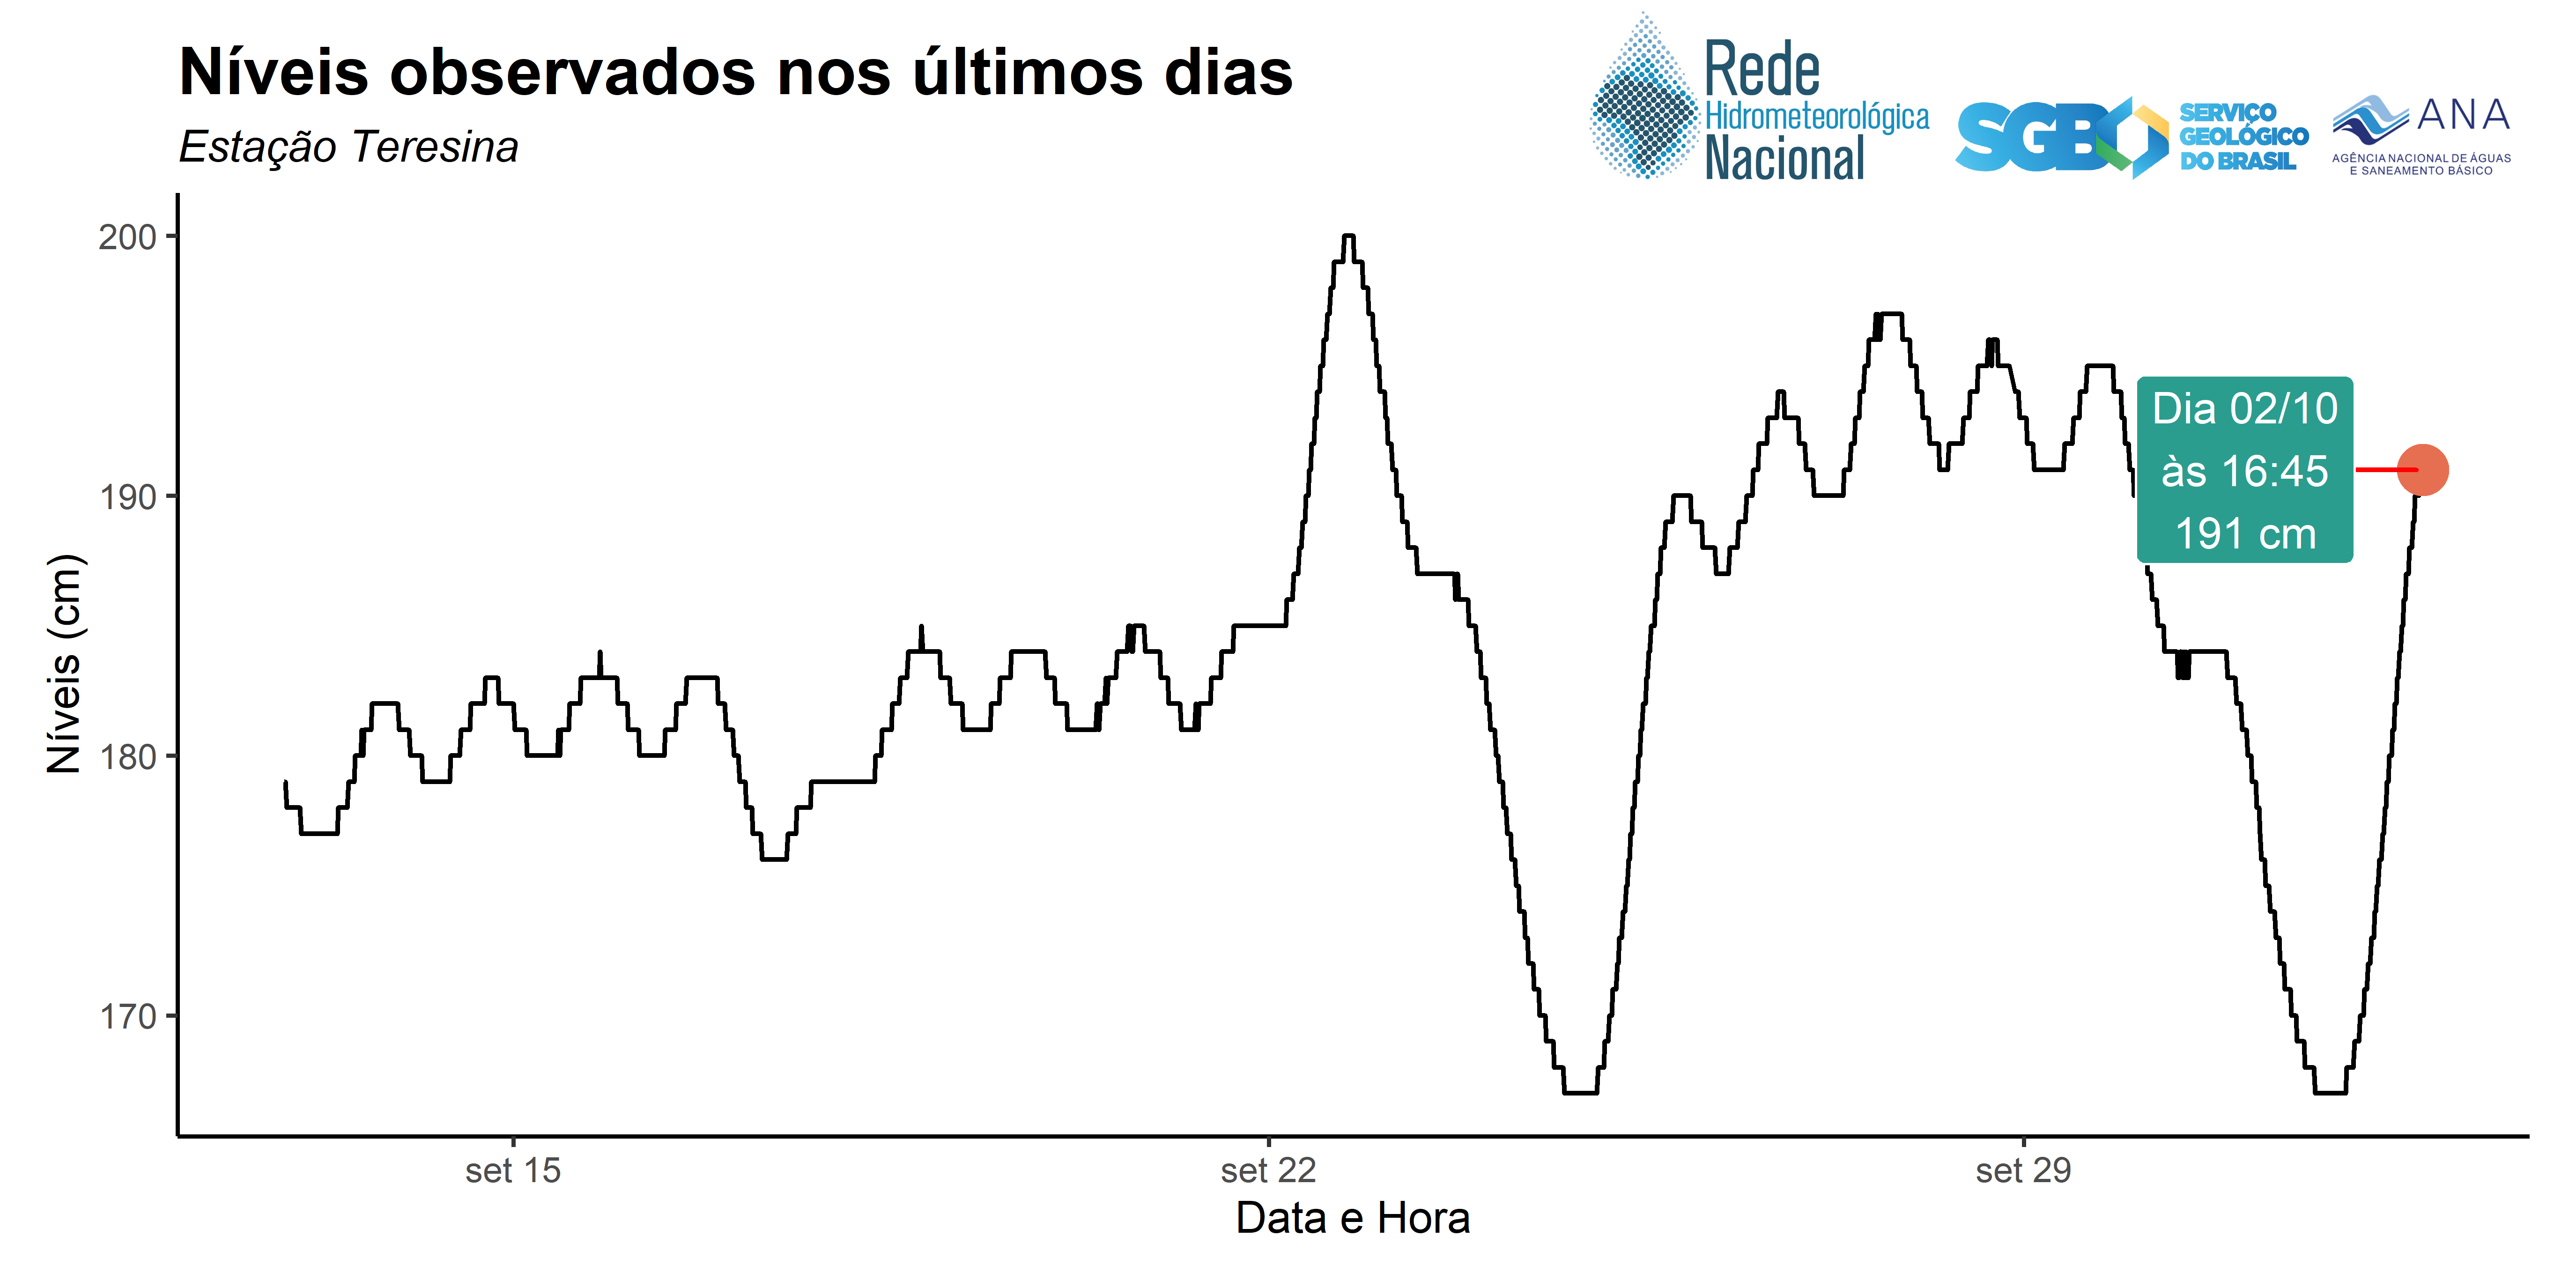 Níveis observados nos últimos dias
Estação Teresina
Rede
Hidrometeorológica
Nacional
SGB
SERVIÇO
GEOLÓGICO
DO BRASIL
ANA
AGÊNCIA NACIONAL DE ÁGUAS
E SANEAMENTO BÁSICO
200
190
180
170
Níveis (cm)
Dia 02/10
às 16:45
191 cm
set 15
set 22
set 29
Data e Hora